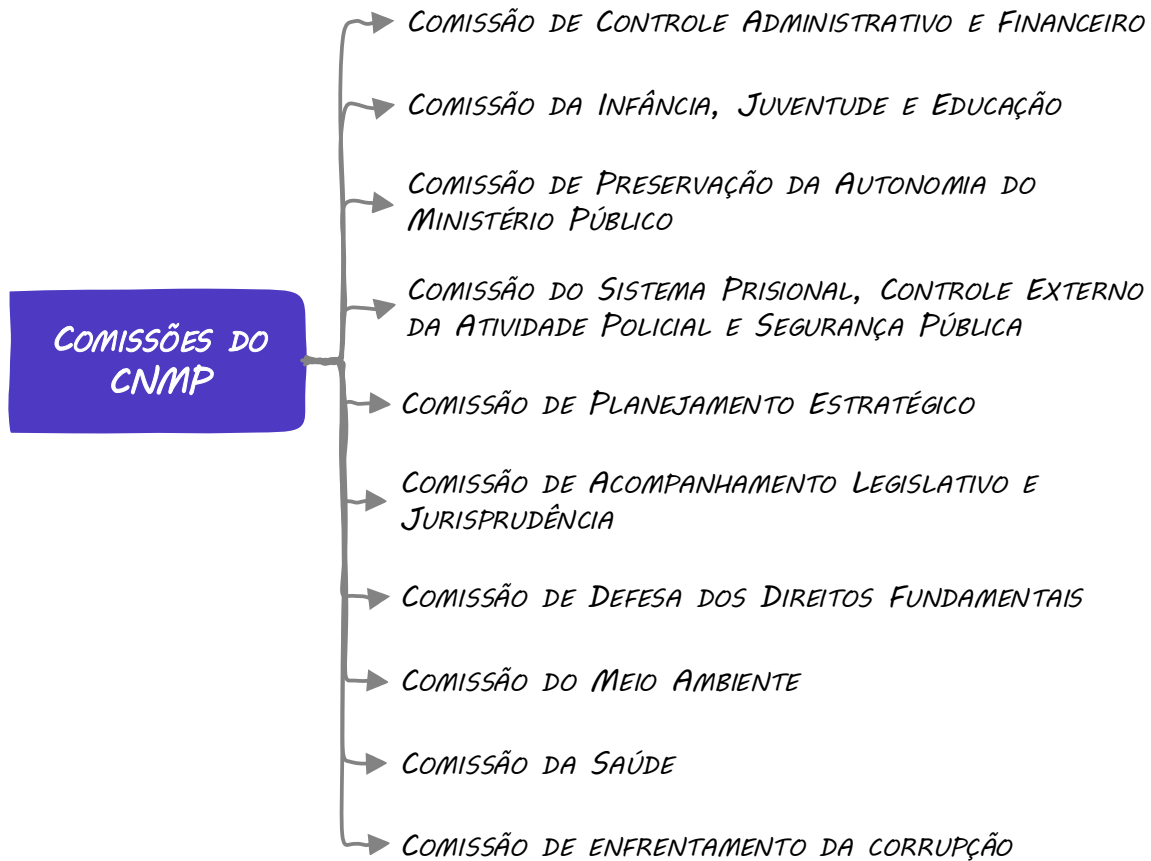 Comissão de Controle Administrativo e Financeiro
Comissão da Infância, Juventude e Educação
Comissão de Preservação da Autonomia do
Ministério Público
Comissão do Sistema Prisional, Controle Externo
da Atividade Policial e Segurança Pública
Comissões do
CNMP
Comissão de Planejamento Estratégico
Comissão de Acompanhamento Legislativo e
Jurisprudência
Comissão de Defesa dos Direitos Fundamentais
Comissão do Meio Ambiente
Comissão da Saúde
Comissão de enfrentamento da corrupção